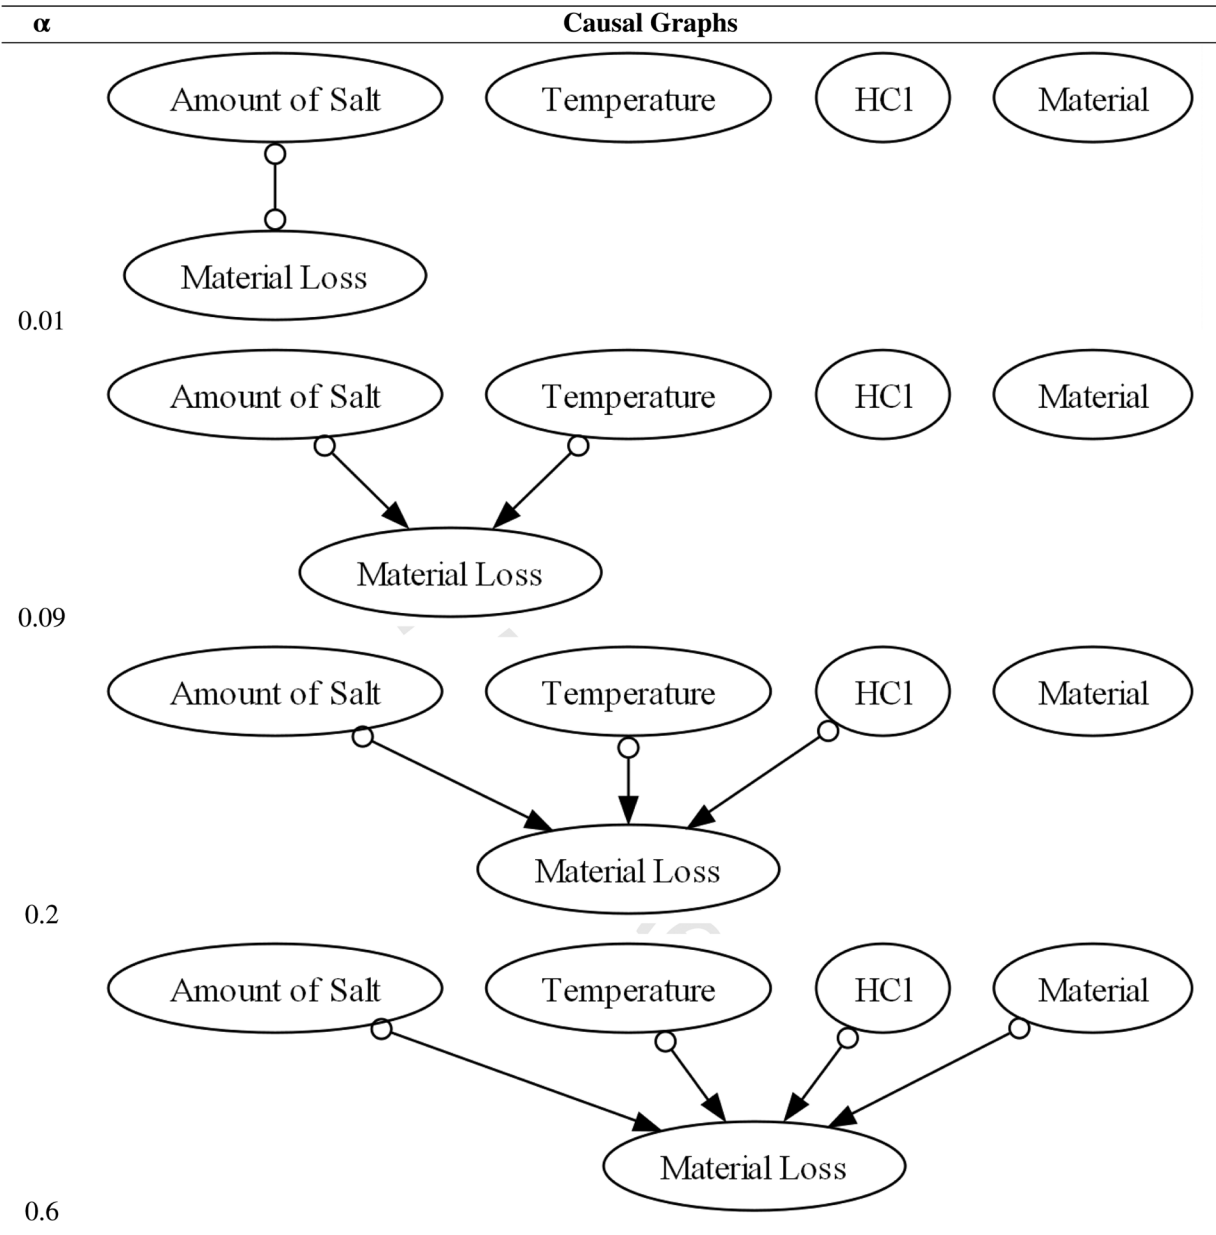 α Causal Graphs
Amount of Salt Temperature HCl Material
Material Loss
0.01
Amount of Salt Temperature HCl Material
Material Loss
0.09
Amount of Salt Temperature HCl Material
Material Loss
0.2
Amount of Salt Temperature HCl Material
Material Loss
0.6